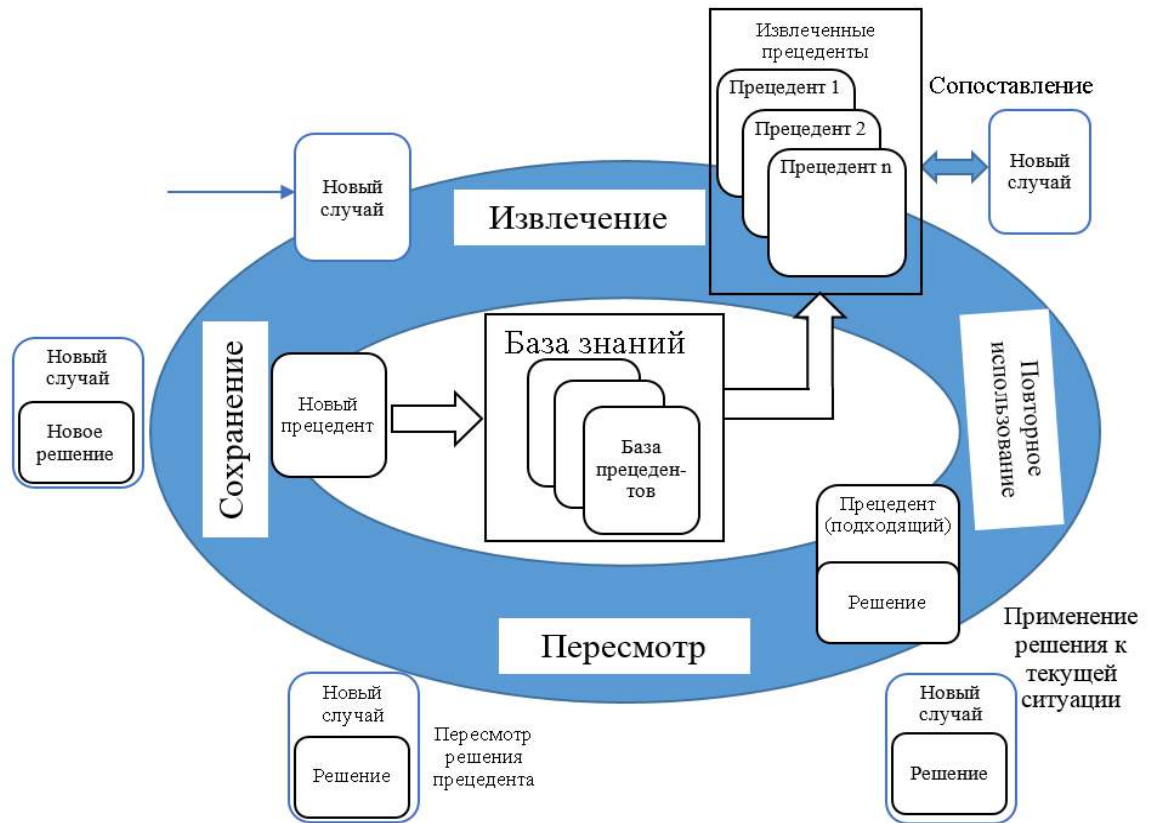 Извлеченные
прецеденты
Прецедент 1
Прецедент 2
Прецедент n
Сопоставление
Новый
случай
Новый
случай
Извлечение
Повторное
использование
Сохранение
Новый
случай
Новое
решение
Новый
прецедент
База знаний
База
прецеден-
тов
Прецедент
(подходящий)
Решение
Применение
решения к
текущей
ситуации
Пересмотр
Новый
случай
Решение
Пересмотр
решения
прецедента
Новый
случай
Решение